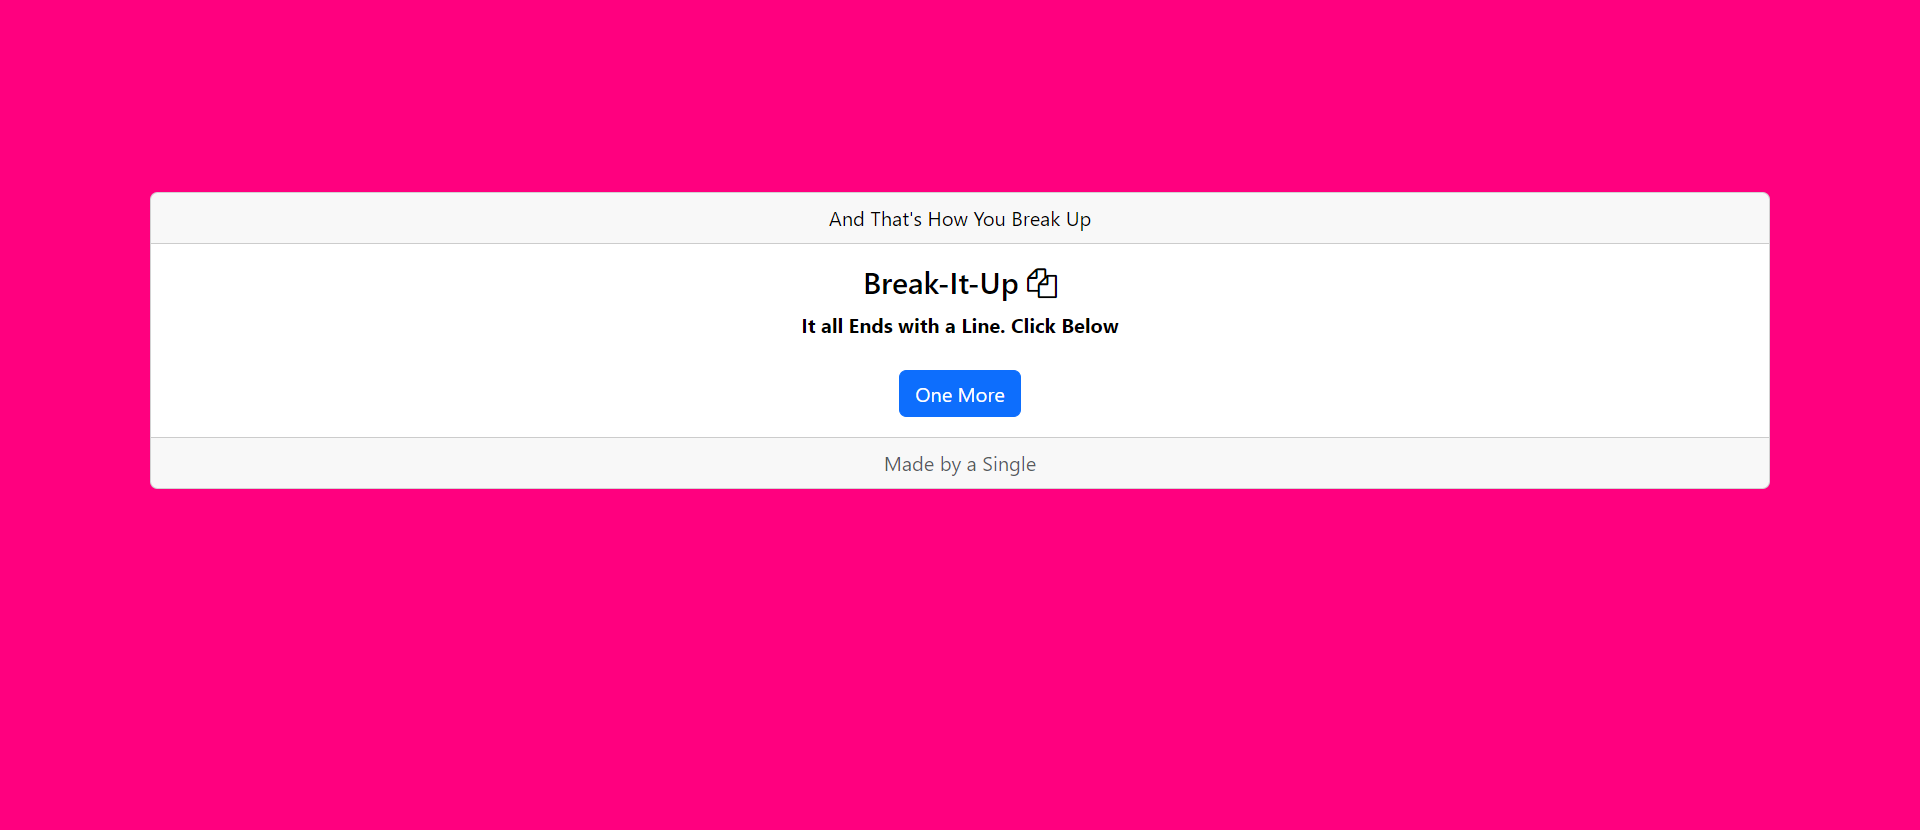 And That's How You Break Up
Break-It-Up
It all Ends with a Line. Click Below
One More
Made by a Single